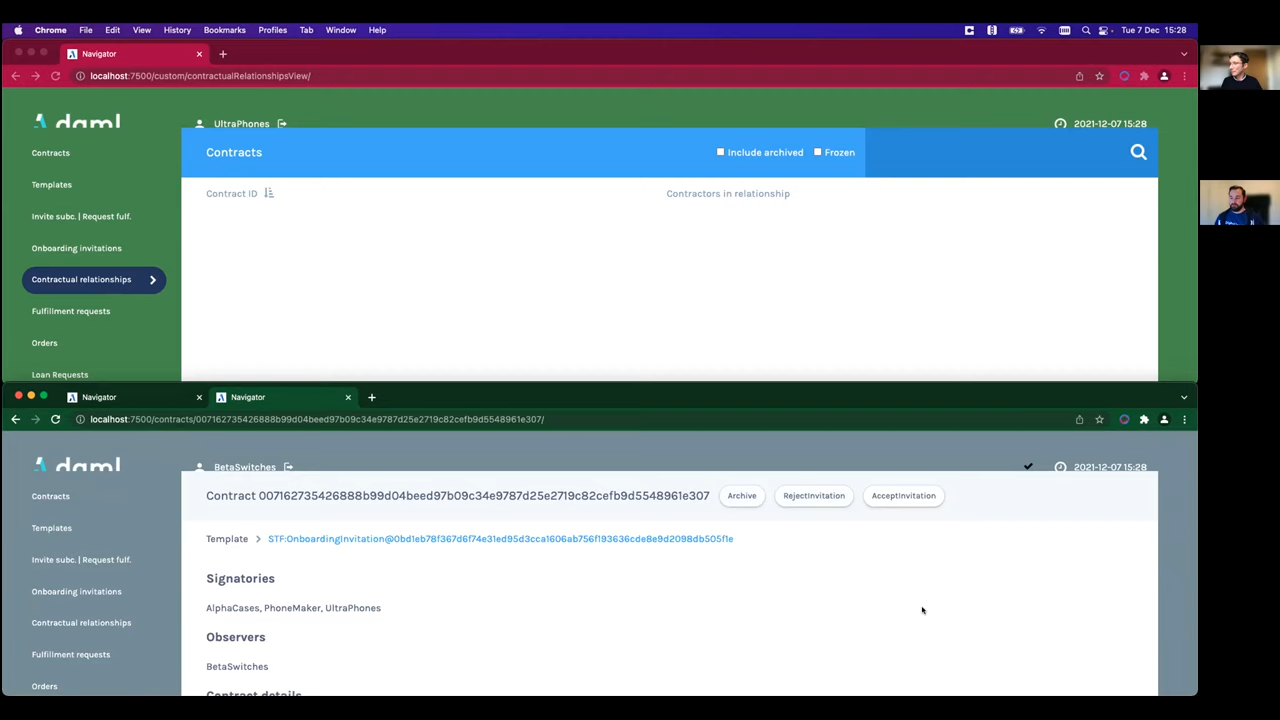 Chrome File Edit View History Bookmarks Profiles Tab Window Help Tue 7 Dec 15:28
Navigator
localhost:7500/custom/contractualRelationshipsView/
daml UltraPhones 2021-12-07 15:28
Contracts
Templates
Invite subc. | Request fulf.
Onboarding invitations
Contractual relationships
Fulfillment requests
Orders
Loan Requests
Contracts Include archived Frozen
Contract ID Contractors in relationship
Navigator Navigator
localhost:7500/contracts/007162735426888b99d04beed97b09c34e9787d25e2719c82cefb9d5548961e307/
daml BetaSwitches 2021-12-07 15:28
Contracts
Templates
Invite subc. | Request fulf.
Onboarding invitations
Contractual relationships
Fulfillment requests
Orders
Contract 007162735426888b99d04beed97b09c34e9787d25e2719c82cefb9d5548961e307 Archive RejectInvitation AcceptInvitation
Template STF:OnboardingInvitation@0bd1eb78f367d6f74e31ed95d3cca1606ab756f193636cde8e9d2098db505f1e
Signatories
AlphaCases, PhoneMaker, UltraPhones
Observers
BetaSwitches
Contract details